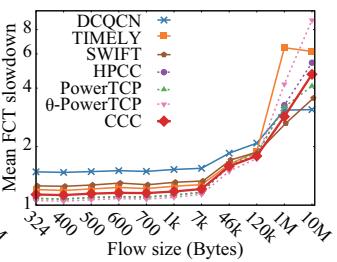 Mean FCT slowdown
8
6
4
2
1
DCQCN
TIMELY
SWIFT
HPCC
PowerTCP
θ-PowerTCP
CCC
324 400 500 600 700 1k 7k 46k 120k 1M 10M
Flow size (Bytes)